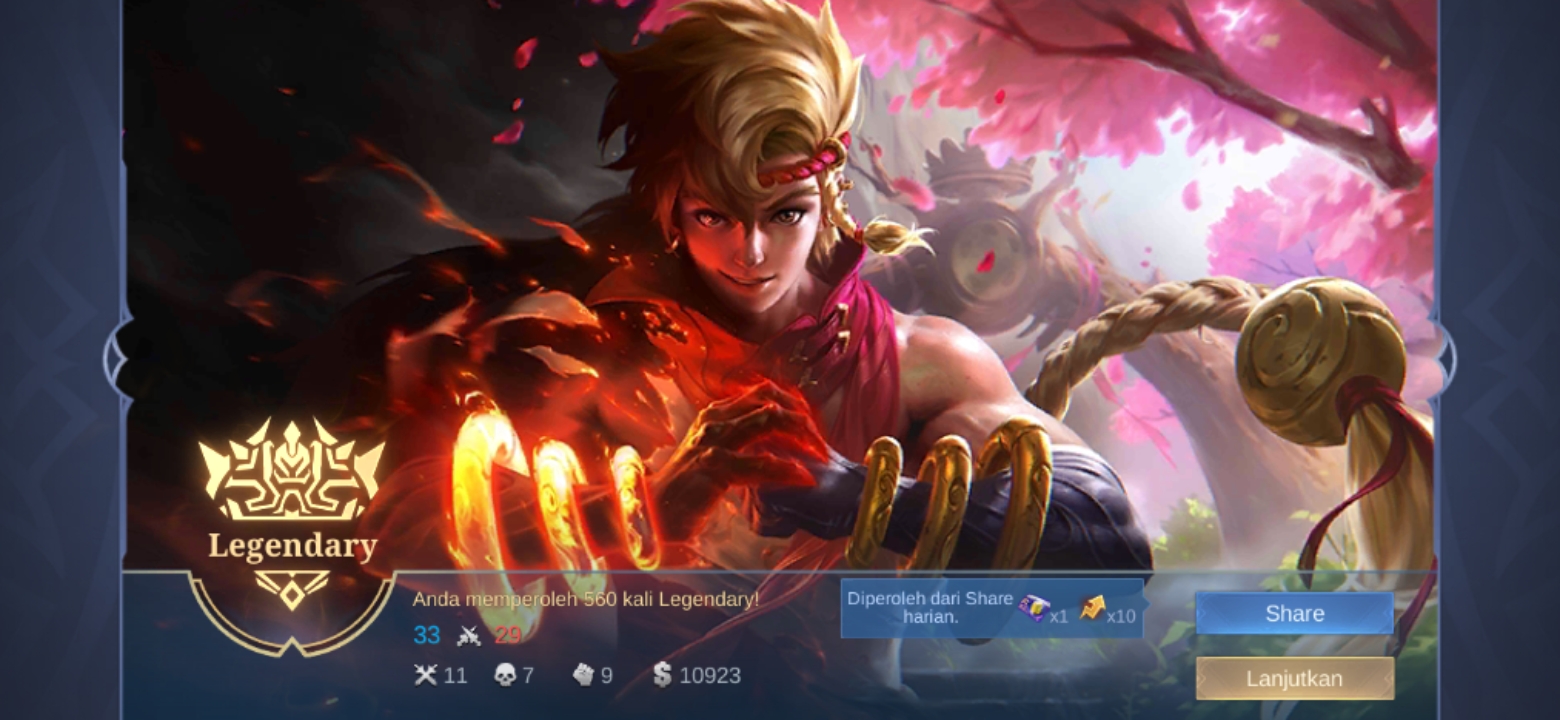 Legendary
Anda memperoleh 560 kali Legendary!
33 29
11 7 9 $ 10923
Diperoleh dari Share
harian.
x1 x10
Share
Lanjutkan